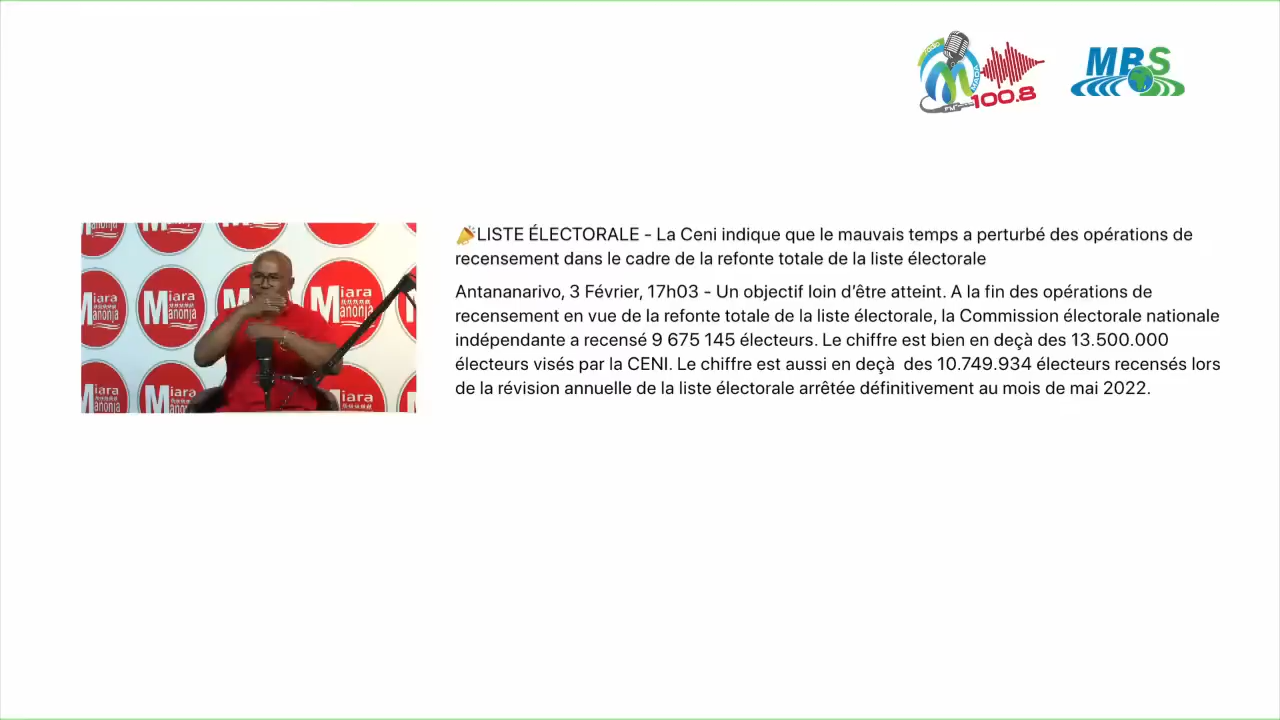 MBS
100.8
📣LISTE ÉLECTORALE - La Ceni indique que le mauvais temps a perturbé des opérations de
recensement dans le cadre de la refonte totale de la liste électorale
Antananarivo, 3 Février, 17h03 - Un objectif loin d’être atteint. A la fin des opérations de
recensement en vue de la refonte totale de la liste électorale, la Commission électorale nationale
indépendante a recensé 9 675 145 électeurs. Le chiffre est bien en deçà des 13.500.000
électeurs visés par la CENI. Le chiffre est aussi en deçà  des 10.749.934 électeurs recensés lors
de la révision annuelle de la liste électorale arrêtée définitivement au mois de mai 2022.
Miara
Manonja